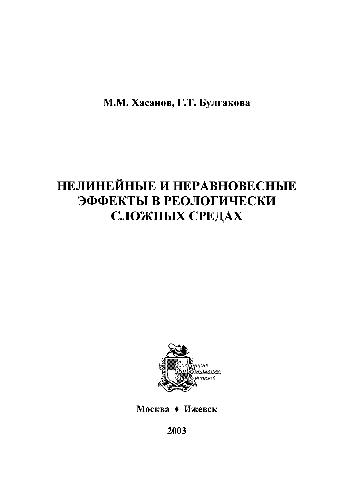 М.М. Хасанов, Г.Т. Булгакова
НЕЛИНЕЙНЫЕ И НЕРАВНОВЕСНЫЕ
ЭФФЕКТЫ В РЕОЛОГИЧЕСКИ
СЛОЖНЫХ СРЕДАХ
Москва ♦ Ижевск
2003